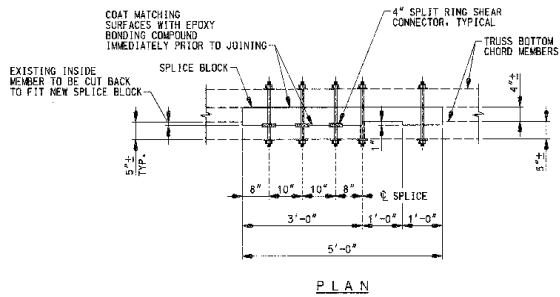 COAT MATCHING
SURFACES WITH EPOXY
BONDING COMPOUND
IMMEDIATELY PRIOR TO JOINING
4" SPLIT RING SHEAR
CONNECTOR, TYPICAL
TRUSS BOTTOM
CHORD MEMBERS
SPLICE BLOCK
EXISTING INSIDE
MEMBER TO BE CUT BACK
TO FIT NEW SPLICE BLOCK
4"±
5"±
TYP.
1"
5"±
8"
10"
10"
8"
℄ SPLICE
3'-0"
1'-0"
1'-0"
5'-0"
PLAN